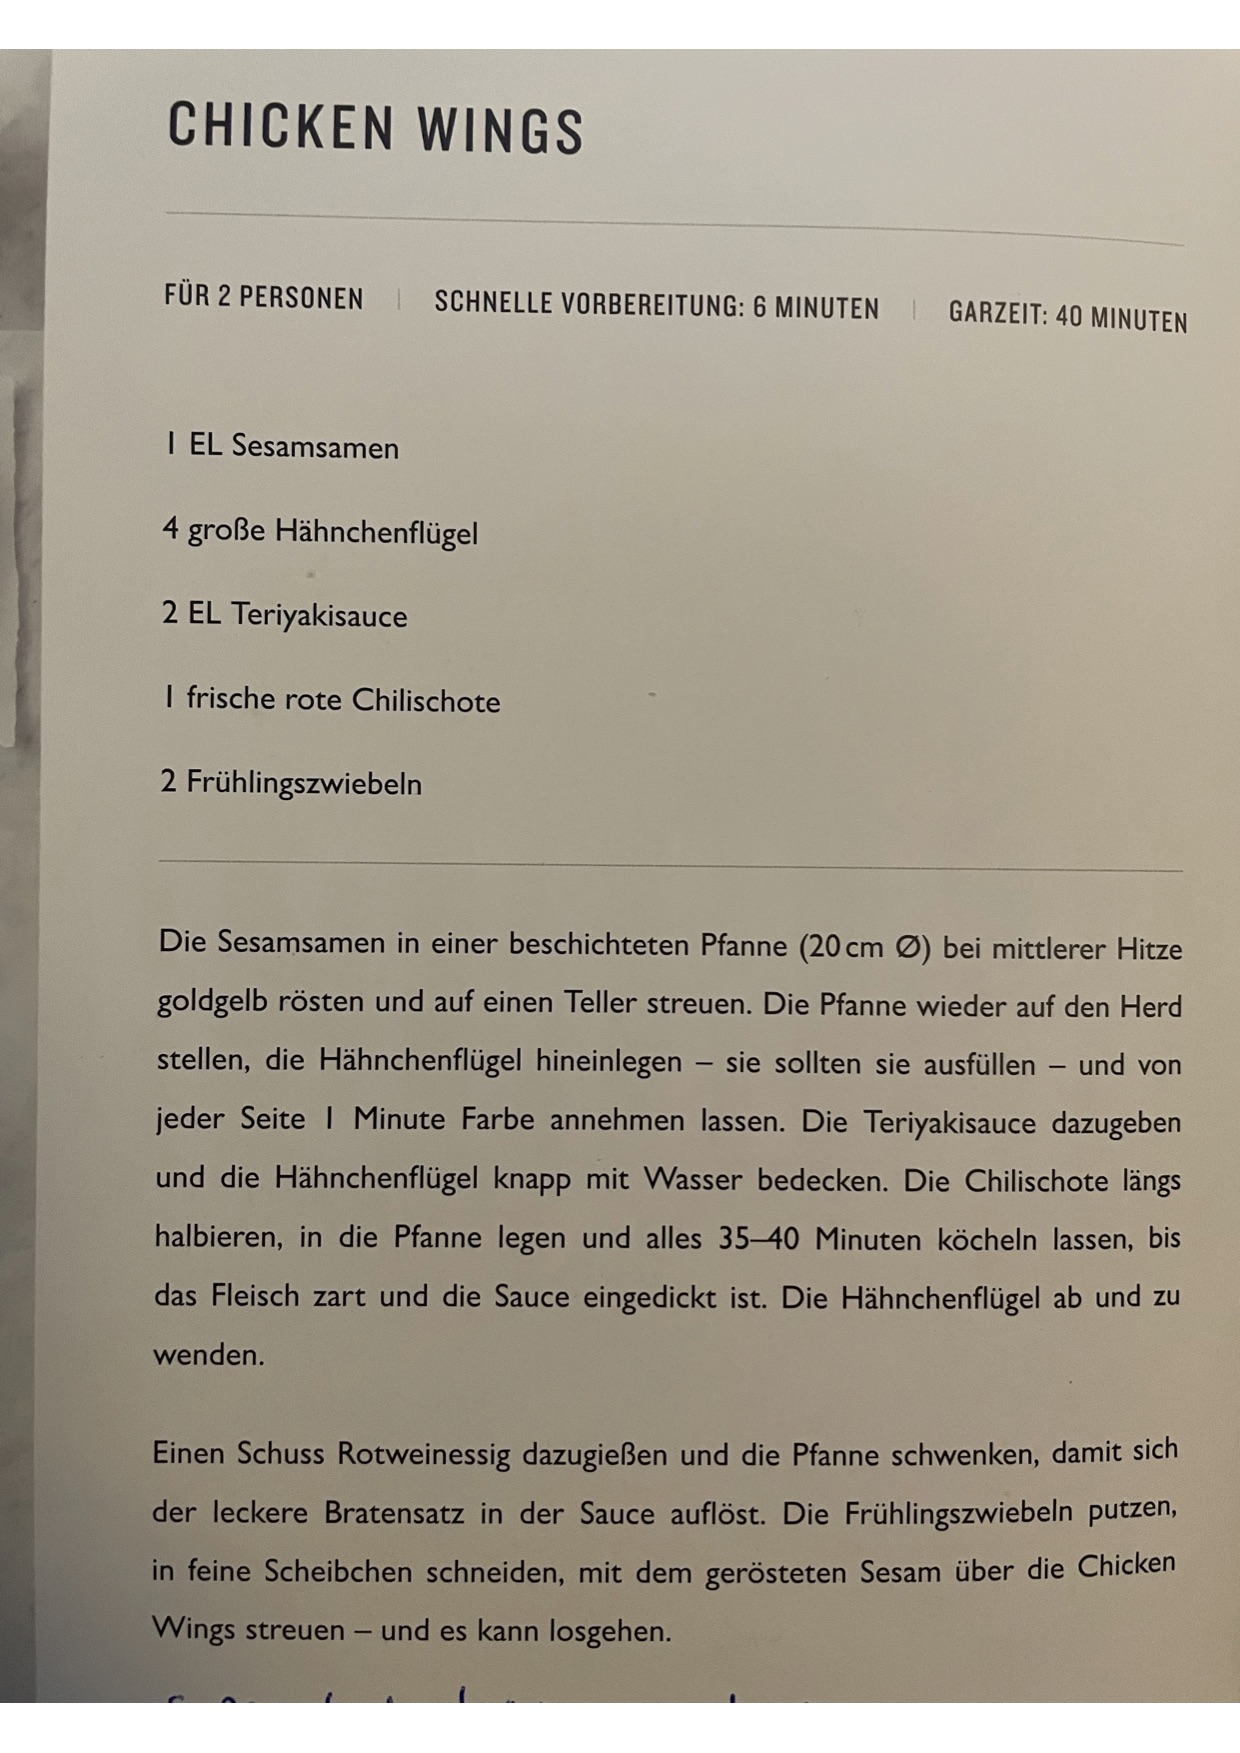 CHICKEN WINGS
FÜR 2 PERSONEN | SCHNELLE VORBEREITUNG: 6 MINUTEN | GARZEIT: 40 MINUTEN
1 EL Sesamsamen
4 große Hähnchenflügel
2 EL Teriyakisauce
1 frische rote Chilischote
2 Frühlingszwiebeln
Die Sesamsamen in einer beschichteten Pfanne (20 cm Ø) bei mittlerer Hitze
goldgelb rösten und auf einen Teller streuen. Die Pfanne wieder auf den Herd
stellen, die Hähnchenflügel hineinlegen – sie sollten sie ausfüllen – und von
jeder Seite 1 Minute Farbe annehmen lassen. Die Teriyakisauce dazugeben
und die Hähnchenflügel knapp mit Wasser bedecken. Die Chilischote längs
halbieren, in die Pfanne legen und alles 35–40 Minuten köcheln lassen, bis
das Fleisch zart und die Sauce eingedickt ist. Die Hähnchenflügel ab und zu
wenden.
Einen Schuss Rotweinessig dazugießen und die Pfanne schwenken, damit sich
der leckere Bratensatz in der Sauce auflöst. Die Frühlingszwiebeln putzen,
in feine Scheibchen schneiden, mit dem gerösteten Sesam über die Chicken
Wings streuen – und es kann losgehen.